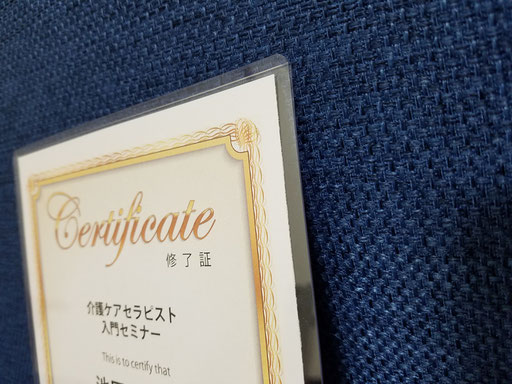 Certificate
修了証
介護ケアセラピスト
入門セミナー
This is to certify that